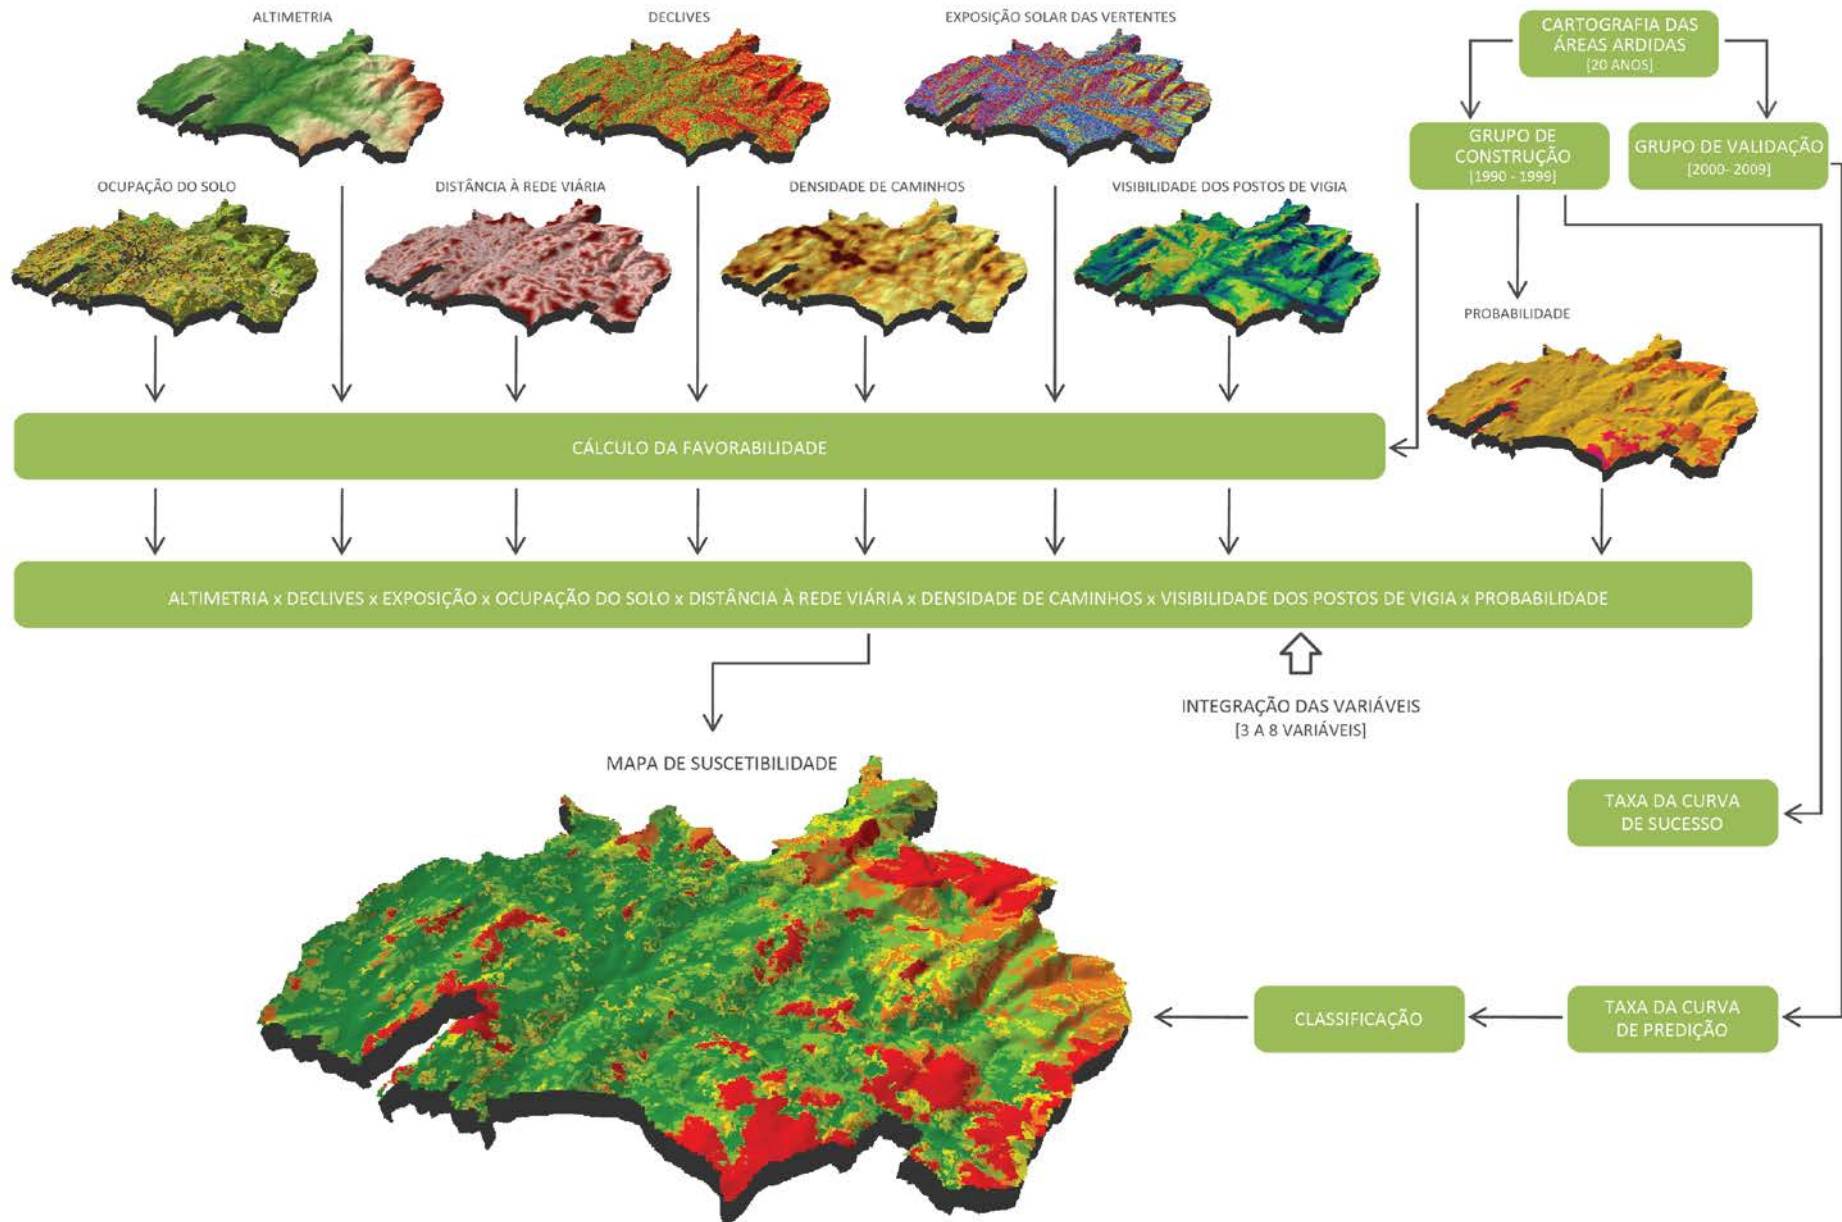 ALTIMETRIA
DECLIVES
EXPOSIÇÃO SOLAR DAS VERTENTES
CARTOGRAFIA DAS
ÁREAS ARDIDAS
[20 ANOS]
GRUPO DE
CONSTRUÇÃO
[1990 - 1999]
GRUPO DE VALIDAÇÃO
[2000- 2009]
OCUPAÇÃO DO SOLO
DISTÂNCIA À REDE VIÁRIA
DENSIDADE DE CAMINHOS
VISIBILIDADE DOS POSTOS DE VIGIA
PROBABILIDADE
CÁLCULO DA FAVORABILIDADE
ALTIMETRIA x DECLIVES x EXPOSIÇÃO x OCUPAÇÃO DO SOLO x DISTÂNCIA À REDE VIÁRIA x DENSIDADE DE CAMINHOS x VISIBILIDADE DOS POSTOS DE VIGIA x PROBABILIDADE
INTEGRAÇÃO DAS VARIÁVEIS
[3 A 8 VARIÁVEIS]
MAPA DE SUSCETIBILIDADE
TAXA DA CURVA
DE SUCESSO
CLASSIFICAÇÃO
TAXA DA CURVA
DE PREDIÇÃO